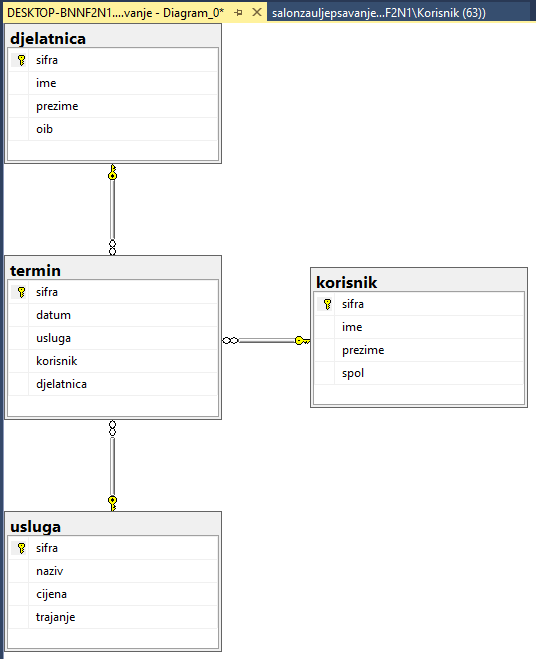 DESKTOP-BNNF2N1....vanje - Diagram_0*
salonzauljepsavanje...F2N1\Korisnik (63))
djelatnica
sifra
ime
prezime
oib
termin
sifra
datum
usluga
korisnik
djelatnica
korisnik
sifra
ime
prezime
spol
usluga
sifra
naziv
cijena
trajanje